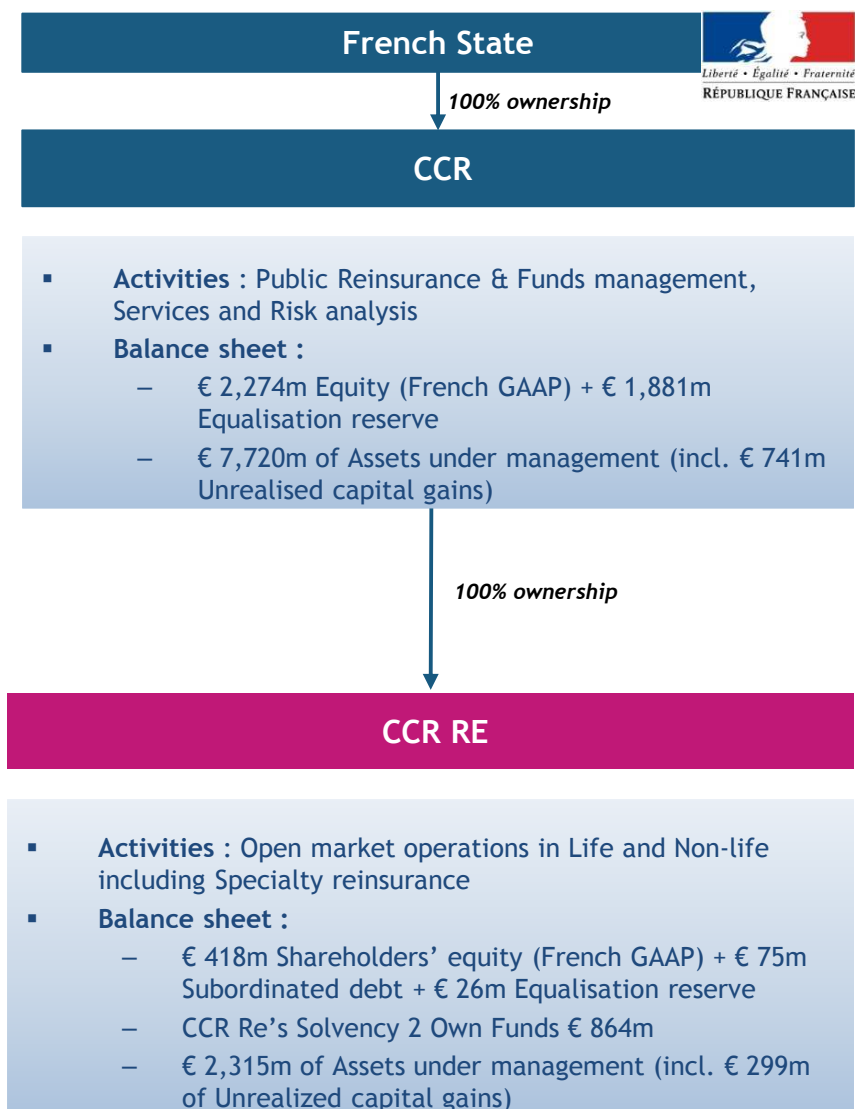 French State
Liberté • Égalité • Fraternité
RÉPUBLIQUE FRANÇAISE
100% ownership
CCR
▪ Activities : Public Reinsurance & Funds management,
Services and Risk analysis
▪ Balance sheet :
– € 2,274m Equity (French GAAP) + € 1,881m
Equalisation reserve
– € 7,720m of Assets under management (incl. € 741m
Unrealised capital gains)
100% ownership
CCR RE
▪ Activities : Open market operations in Life and Non-life
including Specialty reinsurance
▪ Balance sheet :
– € 418m Shareholders’ equity (French GAAP) + € 75m
Subordinated debt + € 26m Equalisation reserve
– CCR Re’s Solvency 2 Own Funds € 864m
– € 2,315m of Assets under management (incl. € 299m
of Unrealized capital gains)